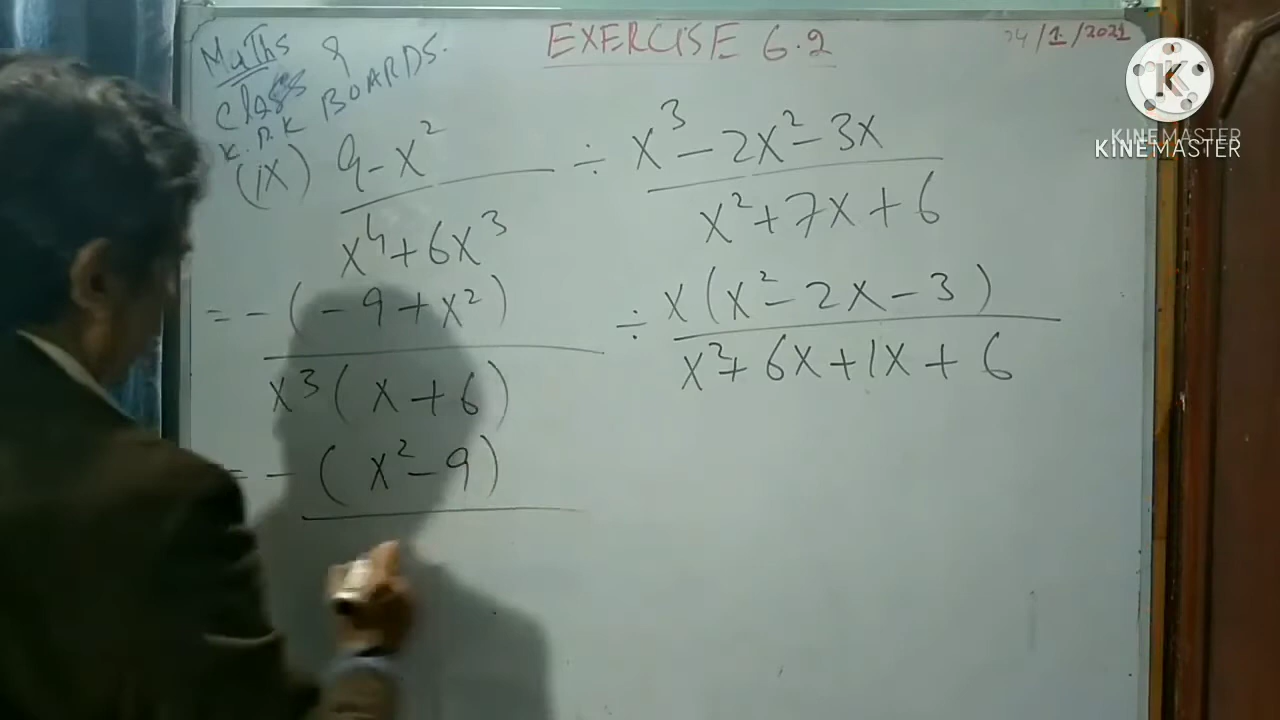 EXERCISE 6.2
24/1/2021
Maths
Class 9
K.P.K BOARDS.
(ix) 9-x² / x⁴+6x³ ÷ x³-2x²-3x / x²+7x+6
= -(-9+x²) / x³(x+6) ÷ x(x²-2x-3) / x²+6x+1x+6
= -(x²-9)
K
KINEMASTER
KINEMASTER